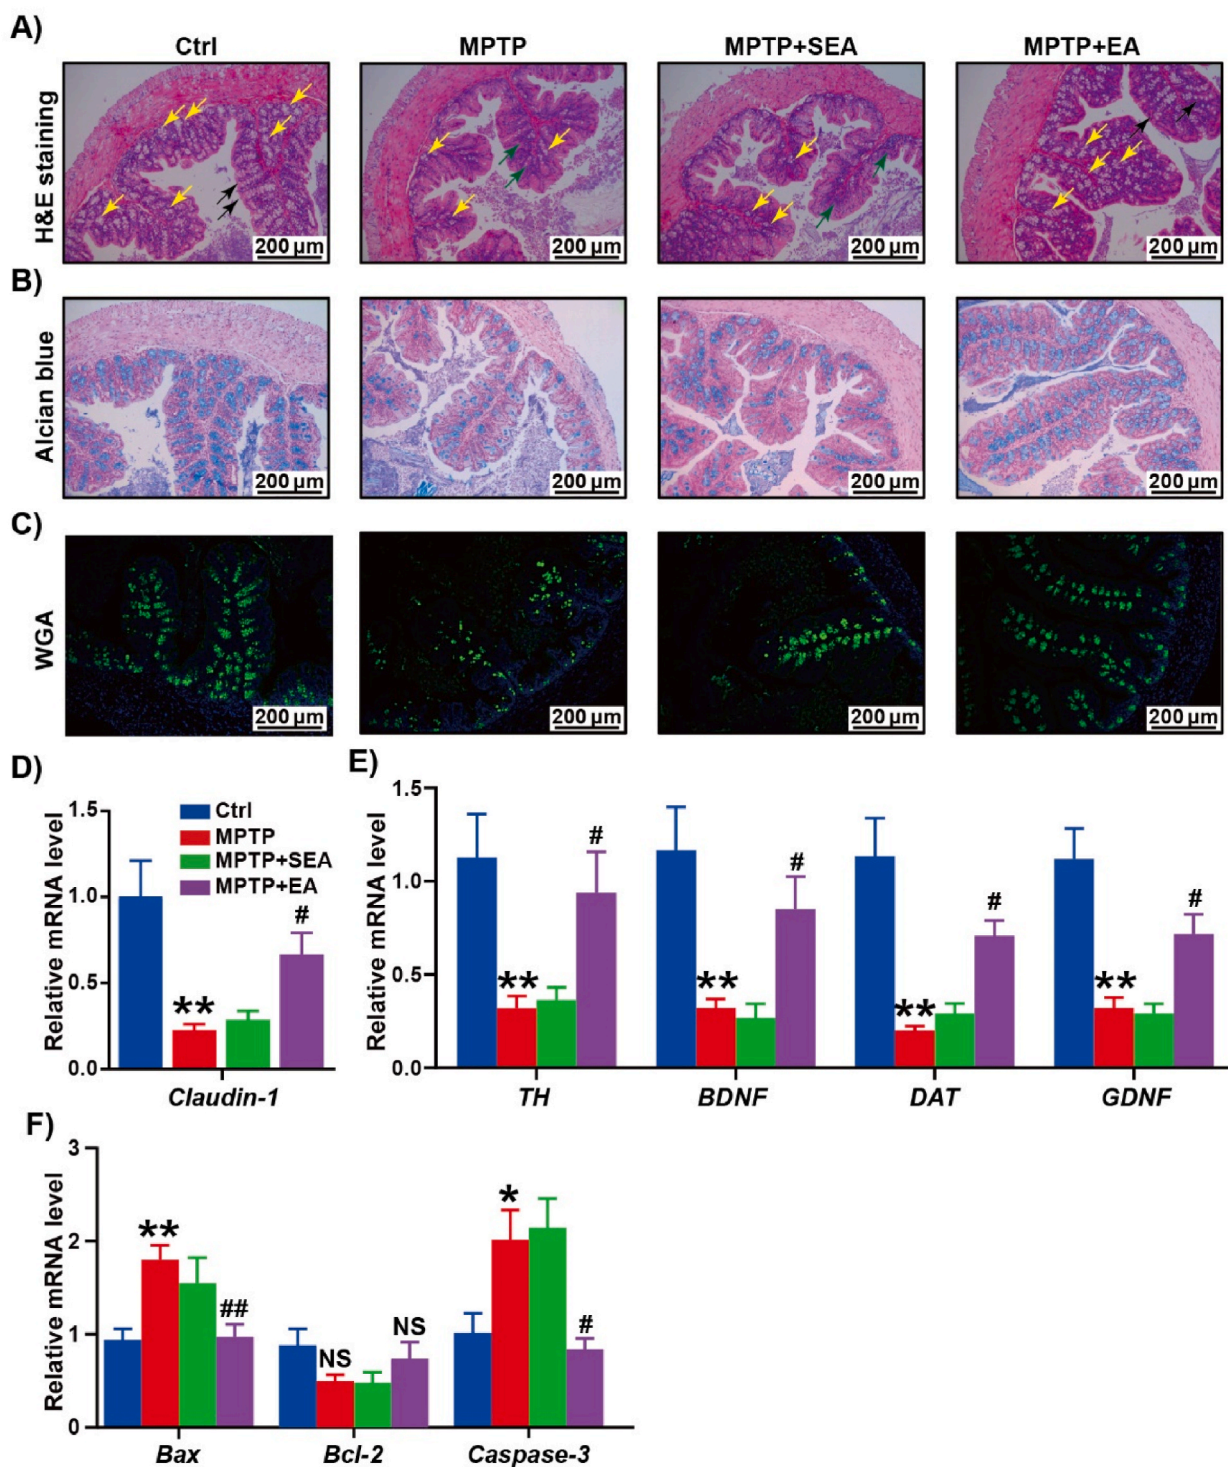 A)
Ctrl MPTP MPTP+SEA MPTP+EA
H&E staining
200 µm 200 µm 200 µm 200 µm
B)
Alcian blue
200 µm 200 µm 200 µm 200 µm
C)
WGA
200 µm 200 µm 200 µm 200 µm
D)
Relative mRNA level
1.5
1.0
0.5
0.0
Ctrl
MPTP
MPTP+SEA
MPTP+EA
**
#
Claudin-1
E)
Relative mRNA level
1.5
1.0
0.5
0.0
** # ** # ** # ** #
TH BDNF DAT GDNF
F)
Relative mRNA level
3
2
1
0
** ## NS NS * #
Bax Bcl-2 Caspase-3